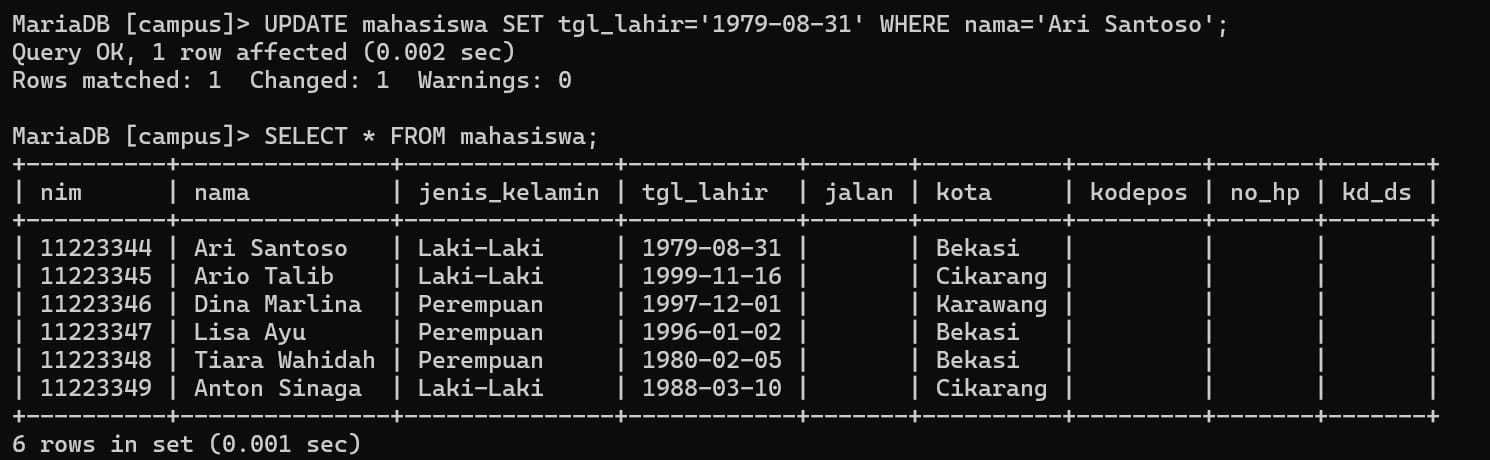 MariaDB [campus]> UPDATE mahasiswa SET tgl_lahir='1979-08-31' WHERE nama='Ari Santoso';
Query OK, 1 row affected (0.002 sec)
Rows matched: 1  Changed: 1  Warnings: 0

MariaDB [campus]> SELECT * FROM mahasiswa;
+----------+---------------+---------------+------------+-------+----------+---------+-------+-------+
| nim      | nama          | jenis_kelamin | tgl_lahir  | jalan | kota     | kodepos | no_hp | kd_ds |
+----------+---------------+---------------+------------+-------+----------+---------+-------+-------+
| 11223344 | Ari Santoso   | Laki-Laki     | 1979-08-31 |       | Bekasi   |         |       |       |
| 11223345 | Ario Talib    | Laki-Laki     | 1999-11-16 |       | Cikarang |         |       |       |
| 11223346 | Dina Marlina  | Perempuan     | 1997-12-01 |       | Karawang |         |       |       |
| 11223347 | Lisa Ayu      | Perempuan     | 1996-01-02 |       | Bekasi   |         |       |       |
| 11223348 | Tiara Wahidah | Perempuan     | 1980-02-05 |       | Bekasi   |         |       |       |
| 11223349 | Anton Sinaga  | Laki-Laki     | 1988-03-10 |       | Cikarang |         |       |       |
+----------+---------------+---------------+------------+-------+----------+---------+-------+-------+
6 rows in set (0.001 sec)